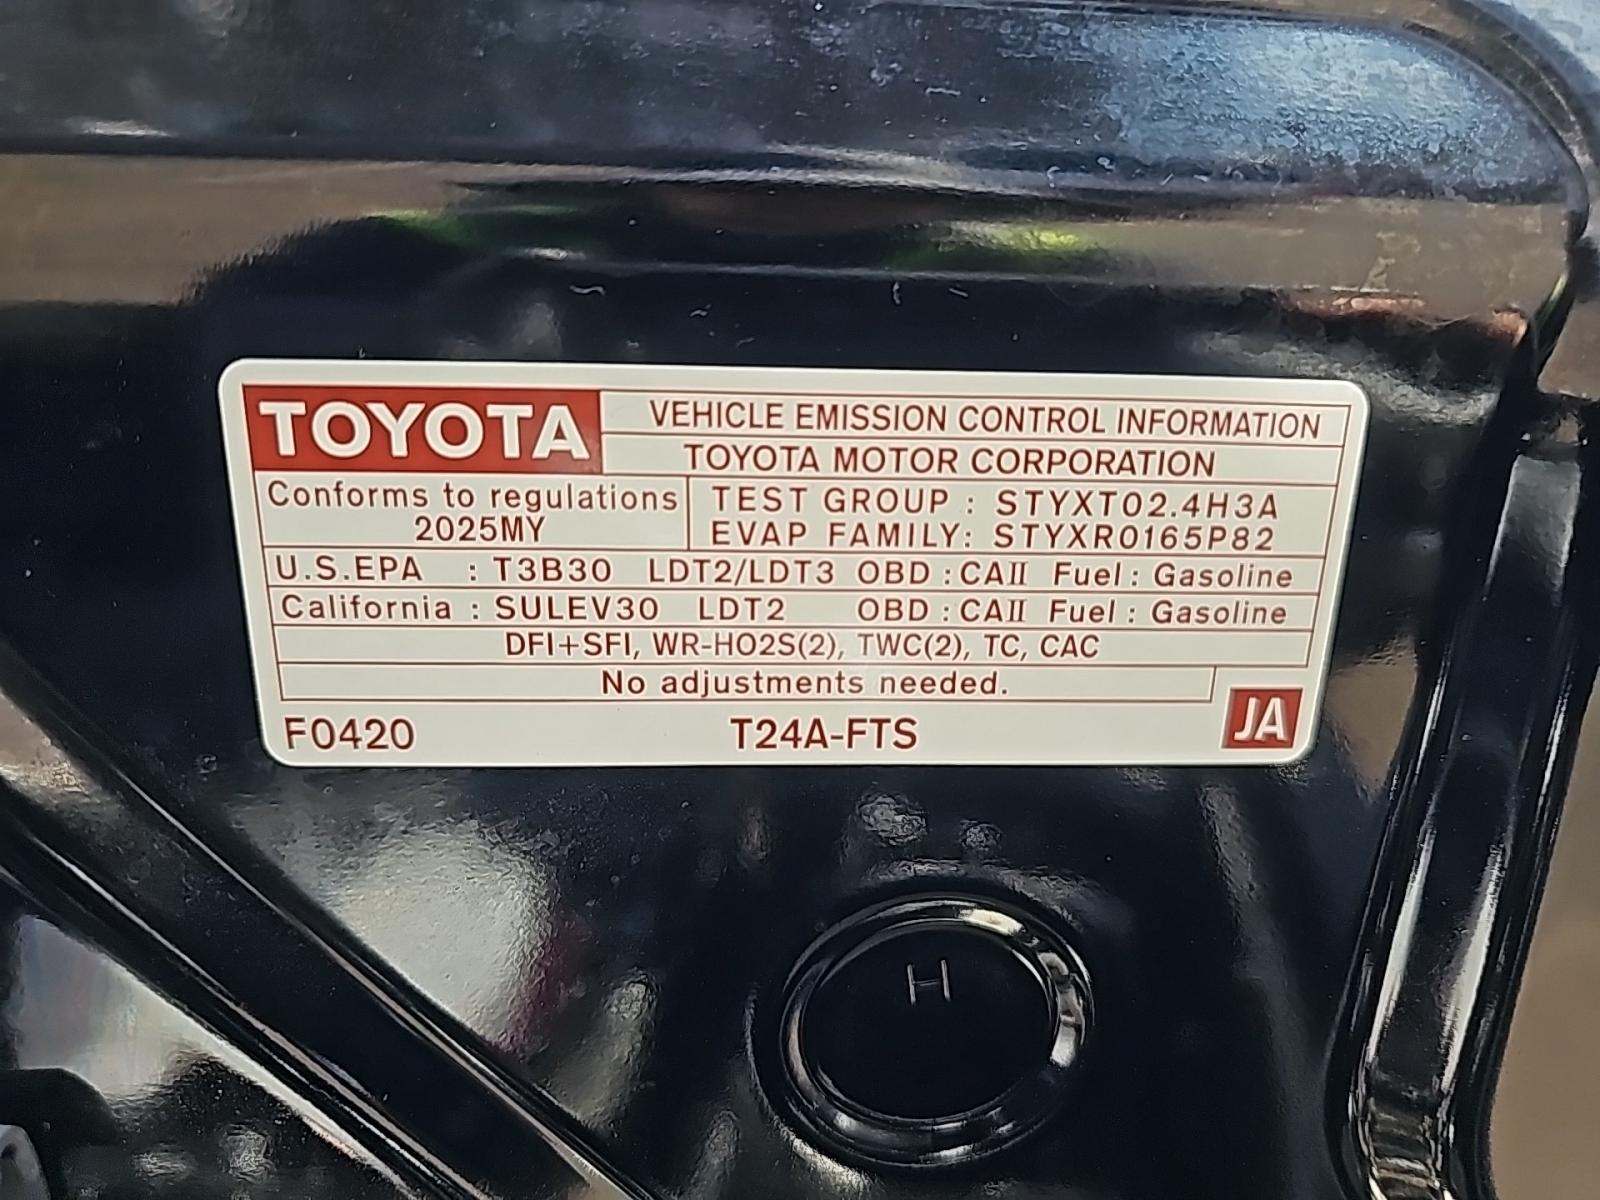 TOYOTA
VEHICLE EMISSION CONTROL INFORMATION
TOYOTA MOTOR CORPORATION
Conforms to regulations
2025MY
TEST GROUP : STYXT02.4H3A
EVAP FAMILY: STYXR0165P82
U.S.EPA : T3B30 LDT2/LDT3 OBD : CAII Fuel : Gasoline
California : SULEV30 LDT2 OBD : CAII Fuel : Gasoline
DFI+SFI, WR-HO2S(2), TWC(2), TC, CAC
No adjustments needed.
F0420 T24A-FTS JA
H